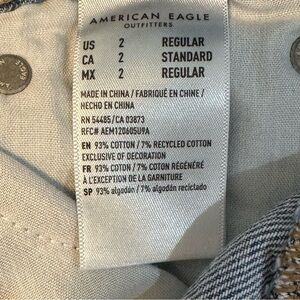 AMERICAN EAGLE
OUTFITTERS
US 2 REGULAR
CA 2 STANDARD
MX 2 REGULAR
MADE IN CHINA / FABRIQUÉ EN CHINE /
HECHO EN CHINA
RN 54485/CA 03873
RFC# AEM120605U9A
EN 93% COTTON / 7% RECYCLED COTTON
EXCLUSIVE OF DECORATION
FR 93% COTTON / 7% COTON RÉGÉNÉRÉ
À L'EXCEPTION DE LA GARNITURE
SP 93% algodón / 7% algodón reciclado